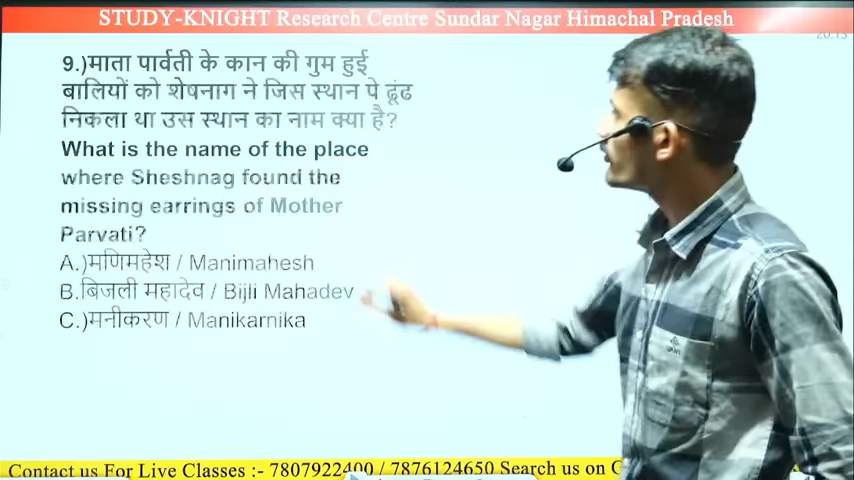 STUDY-KNIGHT Research Centre Sundar Nagar Himachal Pradesh
20:13
9.)माता पार्वती के कान की गुम हुई
बालियों को शेषनाग ने जिस स्थान पे ढूंढ
निकला था उस स्थान का नाम क्या है?
What is the name of the place
where Sheshnag found the
missing earrings of Mother
Parvati?
A.)मणिमहेश / Manimahesh
B.बिजली महादेव / Bijli Mahadev
C.)मनीकरण / Manikarnika
Contact us For Live Classes :- 7807922400 / 7876124650 Search us on